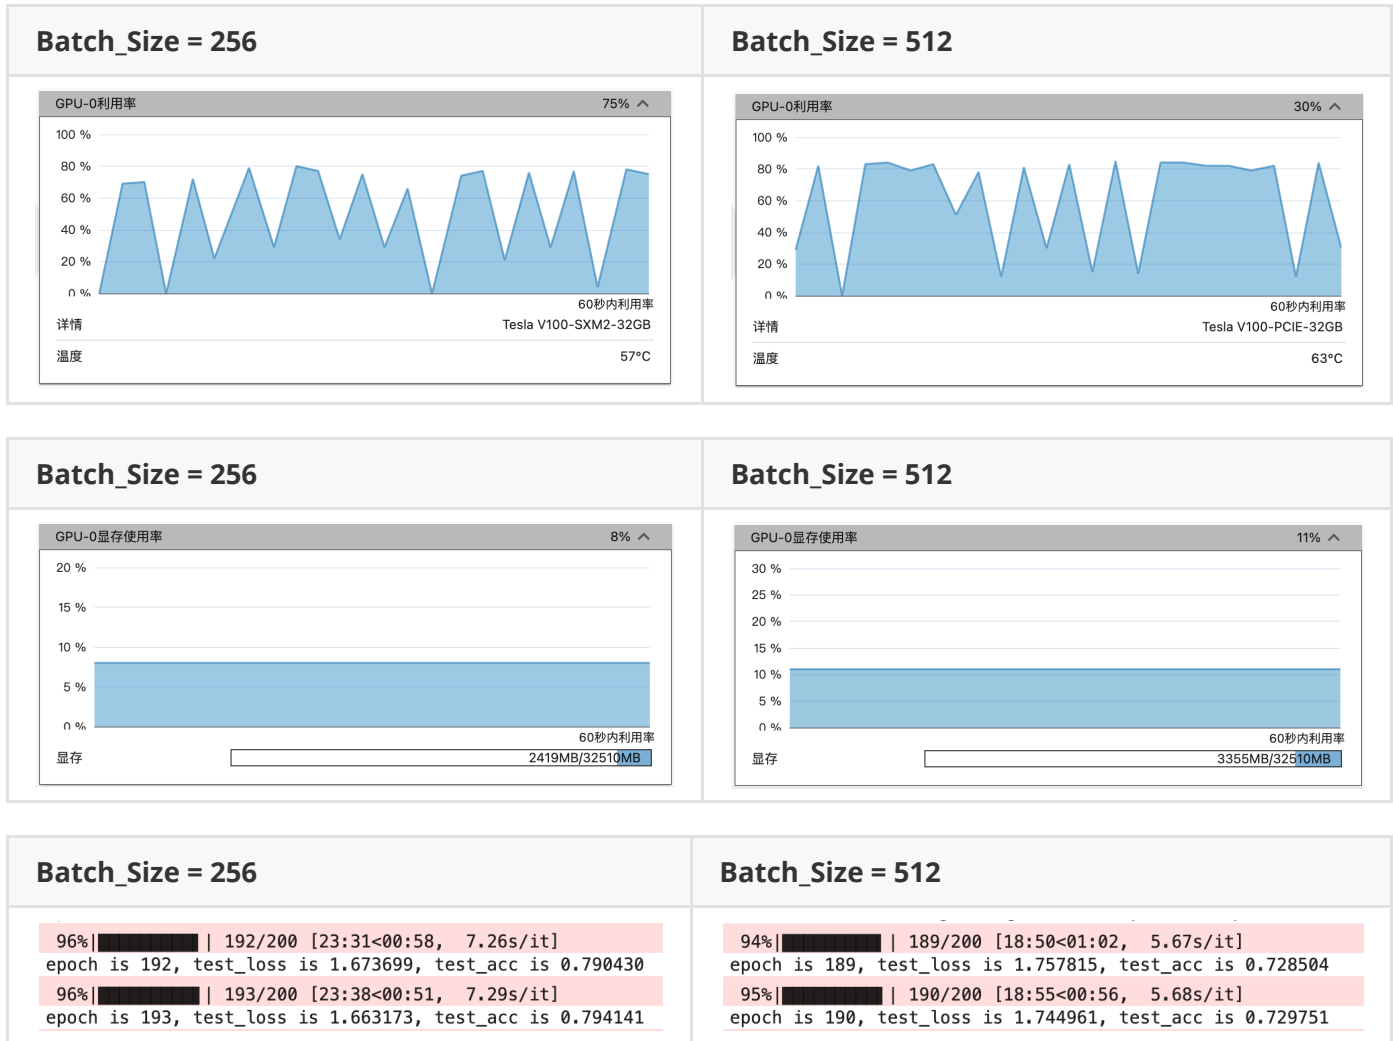 Batch_Size = 256
Batch_Size = 512
GPU-0利用率 75%
100 %
80 %
60 %
40 %
20 %
0 %
60秒内利用率
详情 Tesla V100-SXM2-32GB
温度 57°C
GPU-0利用率 30%
100 %
80 %
60 %
40 %
20 %
0 %
60秒内利用率
详情 Tesla V100-PCIE-32GB
温度 63°C
Batch_Size = 256
Batch_Size = 512
GPU-0显存使用率 8%
20 %
15 %
10 %
5 %
0 %
60秒内利用率
显存 2419MB/32510MB
GPU-0显存使用率 11%
30 %
25 %
20 %
15 %
10 %
5 %
0 %
60秒内利用率
显存 3355MB/32510MB
Batch_Size = 256
Batch_Size = 512
96%|██████████| 192/200 [23:31<00:58, 7.26s/it]
epoch is 192, test_loss is 1.673699, test_acc is 0.790430
96%|██████████| 193/200 [23:38<00:51, 7.29s/it]
epoch is 193, test_loss is 1.663173, test_acc is 0.794141
94%|██████████| 189/200 [18:50<01:02, 5.67s/it]
epoch is 189, test_loss is 1.757815, test_acc is 0.728504
95%|██████████| 190/200 [18:55<00:56, 5.68s/it]
epoch is 190, test_loss is 1.744961, test_acc is 0.729751